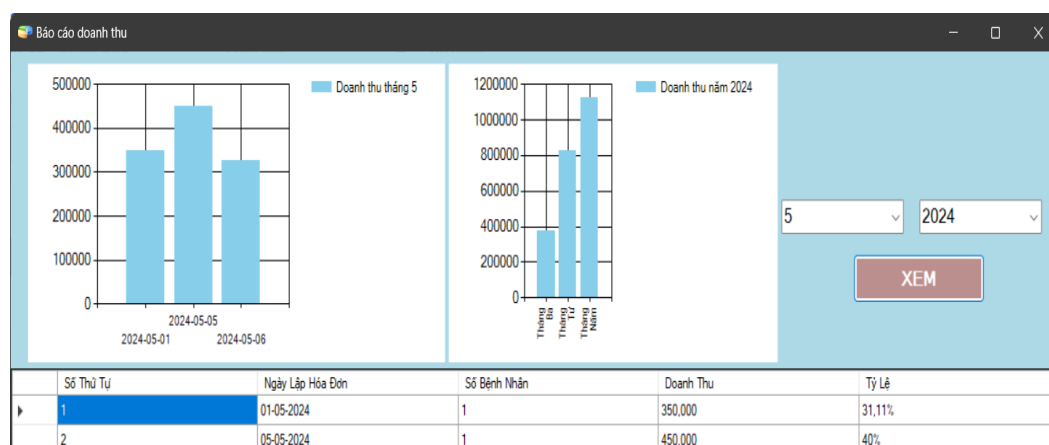 Báo cáo doanh thu
500000
400000
300000
200000
100000
0
2024-05-01
2024-05-05
2024-05-06
Doanh thu tháng 5
1200000
1000000
800000
600000
400000
200000
0
Tháng
Ba
Tháng
Tư
Tháng
Năm
Doanh thu năm 2024
5
2024
XEM
Số Thứ Tự Ngày Lập Hóa Đơn Số Bệnh Nhân Doanh Thu Tỷ Lệ
1 01-05-2024 1 350,000 31,11%
2 05-05-2024 1 450,000 40%